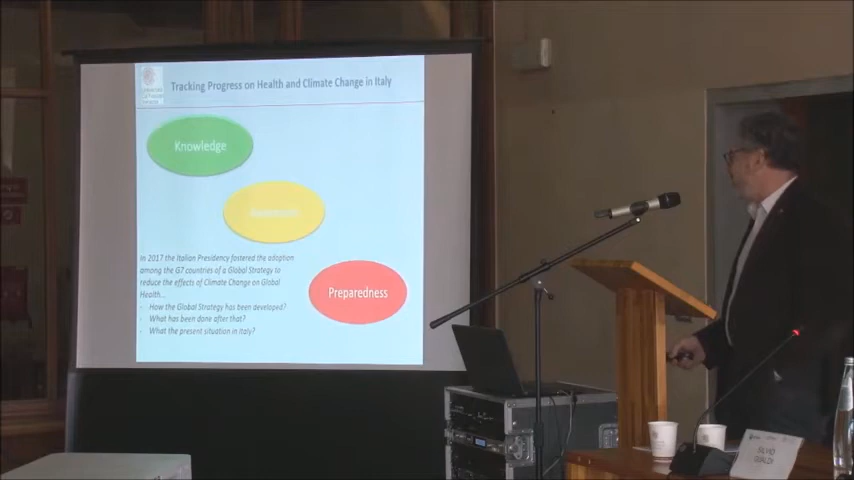 Tracking Progress on Health and Climate Change in Italy
Knowledge
In 2017 the Italian Presidency fostered the adoption
among the G7 countries of a Global Strategy to
reduce the effects of Climate Change on Global
Health…
- How the Global Strategy has been developed?
- What has been done after that?
- What the present situation in Italy?
Preparedness
SILVIO